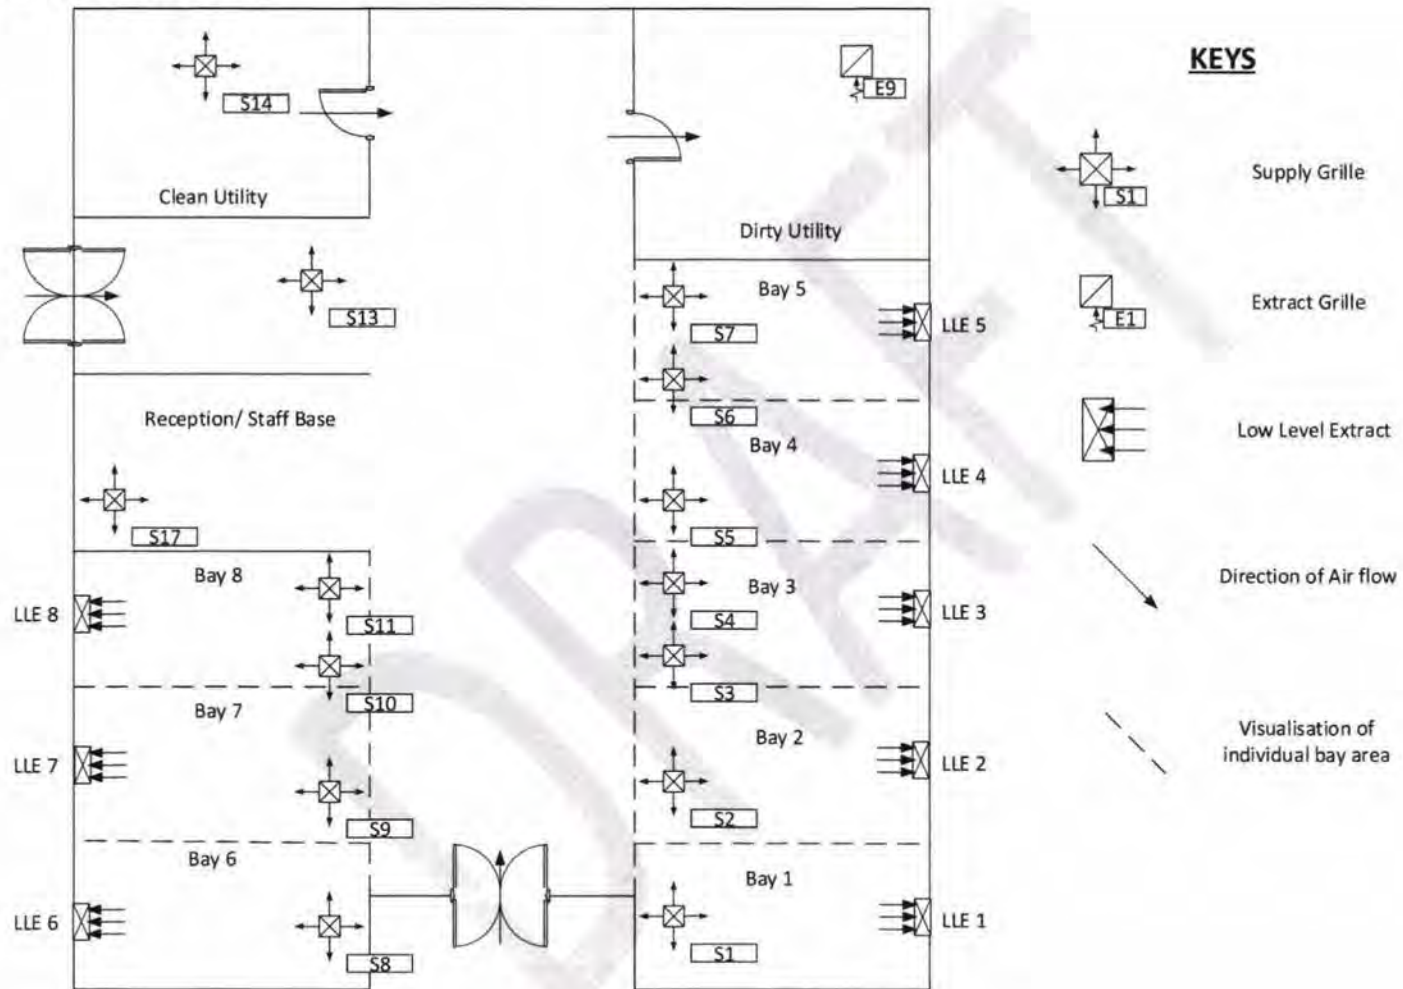 KEYS
S14
E9
S1
Supply Grille
Clean Utility
Dirty Utility
Bay 5
E1
Extract Grille
S13
S7
LLE 5
S6
Reception/ Staff Base
Bay 4
Low Level Extract
LLE 4
S17
S5
Bay 8
Bay 3
Direction of Air flow
LLE 8
S11
S4
LLE 3
S10
S3
Bay 7
Bay 2
Visualisation of
individual bay area
LLE 7
LLE 2
S9
S2
Bay 6
Bay 1
LLE 6
LLE 1
S8
S1
DRAFT